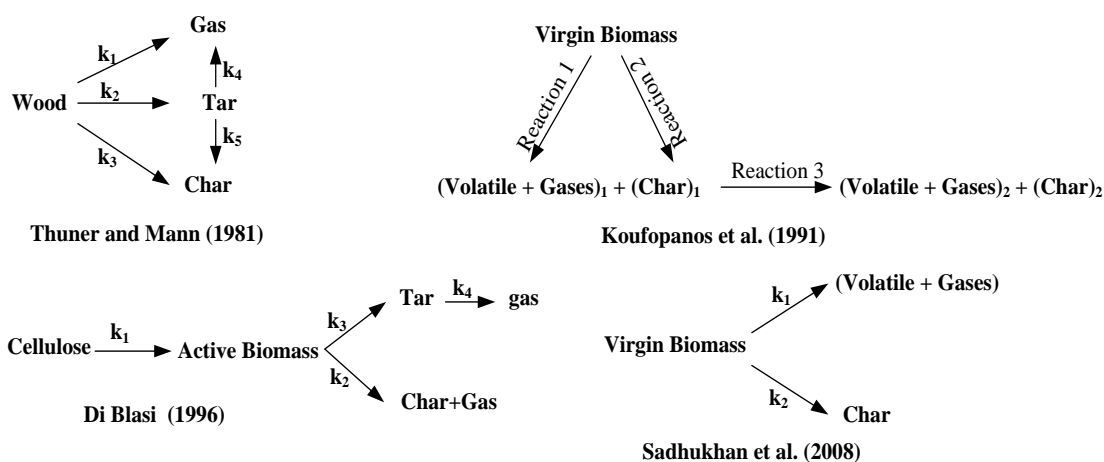 Gas
k₁
k₄
Wood
k₂
Tar
k₃
k₅
Char
Thuner and Mann (1981)
Virgin Biomass
Reaction 1
Reaction 2
(Volatile + Gases)₁ + (Char)₁
Reaction 3
(Volatile + Gases)₂ + (Char)₂
Koufopanos et al. (1991)
Cellulose
k₁
Active Biomass
k₃
Tar
k₄
gas
k₂
Char+Gas
Di Blasi (1996)
Virgin Biomass
k₁
(Volatile + Gases)
k₂
Char
Sadhukhan et al. (2008)